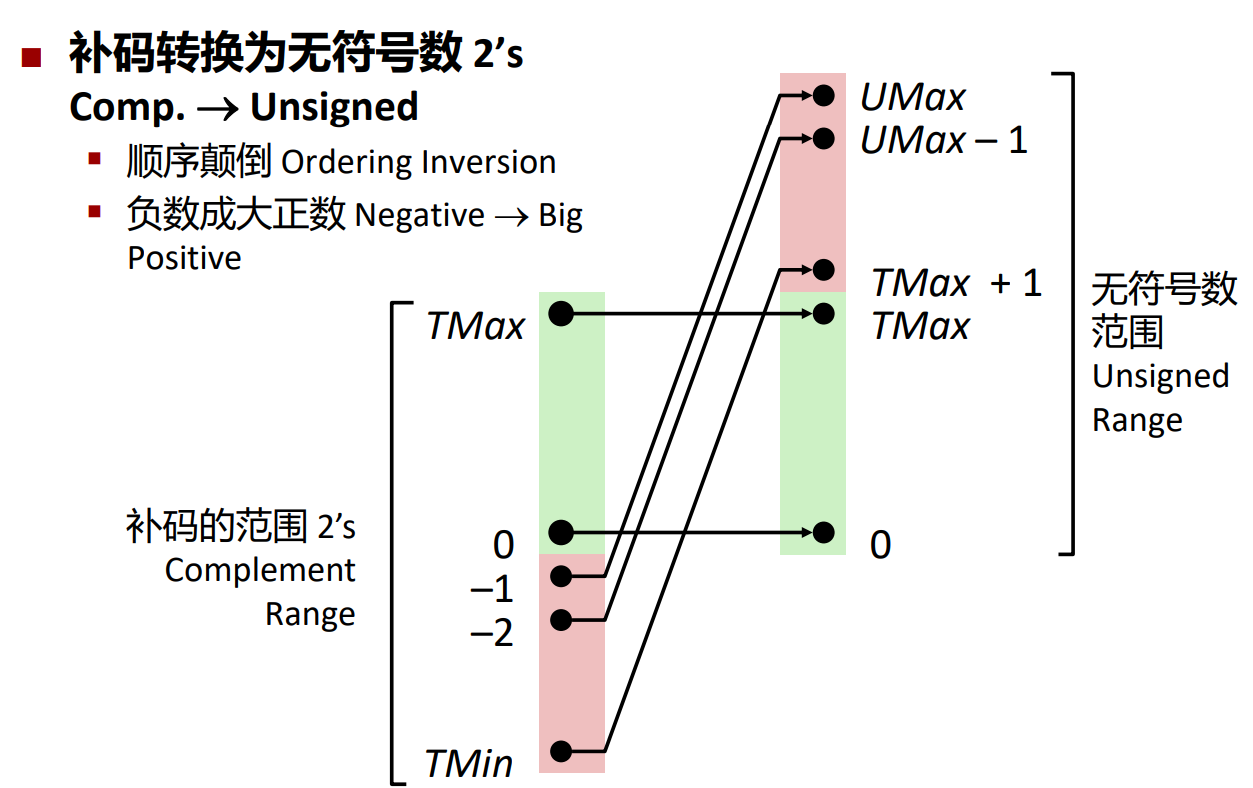 补码转换为无符号数 2’s
Comp. → Unsigned
顺序颠倒 Ordering Inversion
负数成大正数 Negative → Big
Positive
TMax
0
–1
–2
TMin
补码的范围 2’s
Complement
Range
UMax
UMax – 1
TMax + 1
TMax
0
无符号数
范围
Unsigned
Range